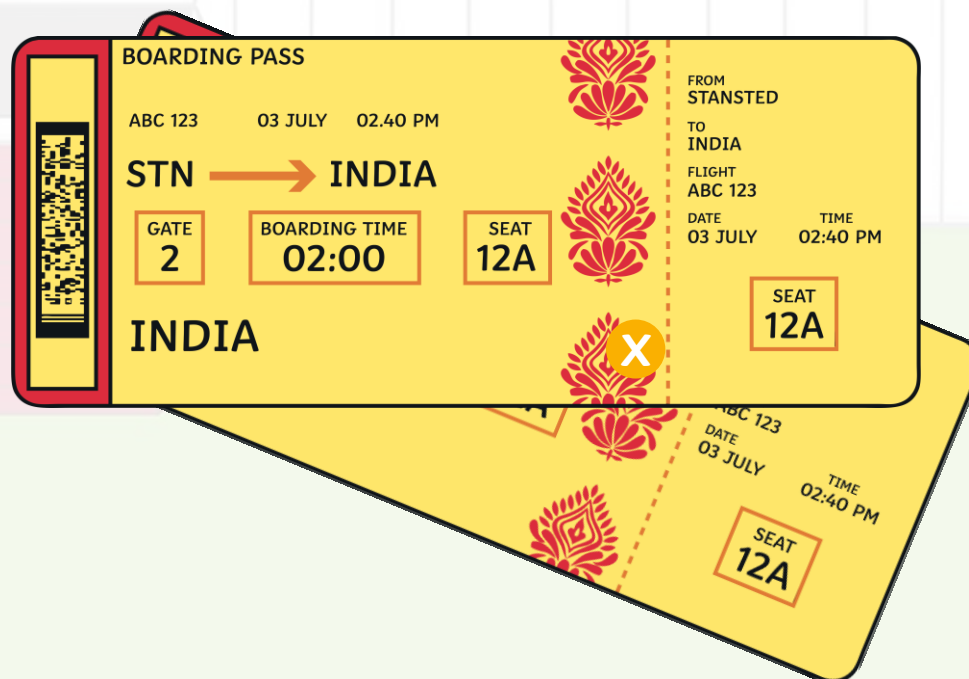 BOARDING PASS
ABC 123 03 JULY 02.40 PM
STN INDIA
GATE
2
BOARDING TIME
02:00
SEAT
12A
INDIA
X
FROM
STANSTED
TO
INDIA
FLIGHT
ABC 123
DATE TIME
03 JULY 02:40 PM
SEAT
12A
ABC 123
DATE
03 JULY
TIME
02:40 PM
SEAT
12A